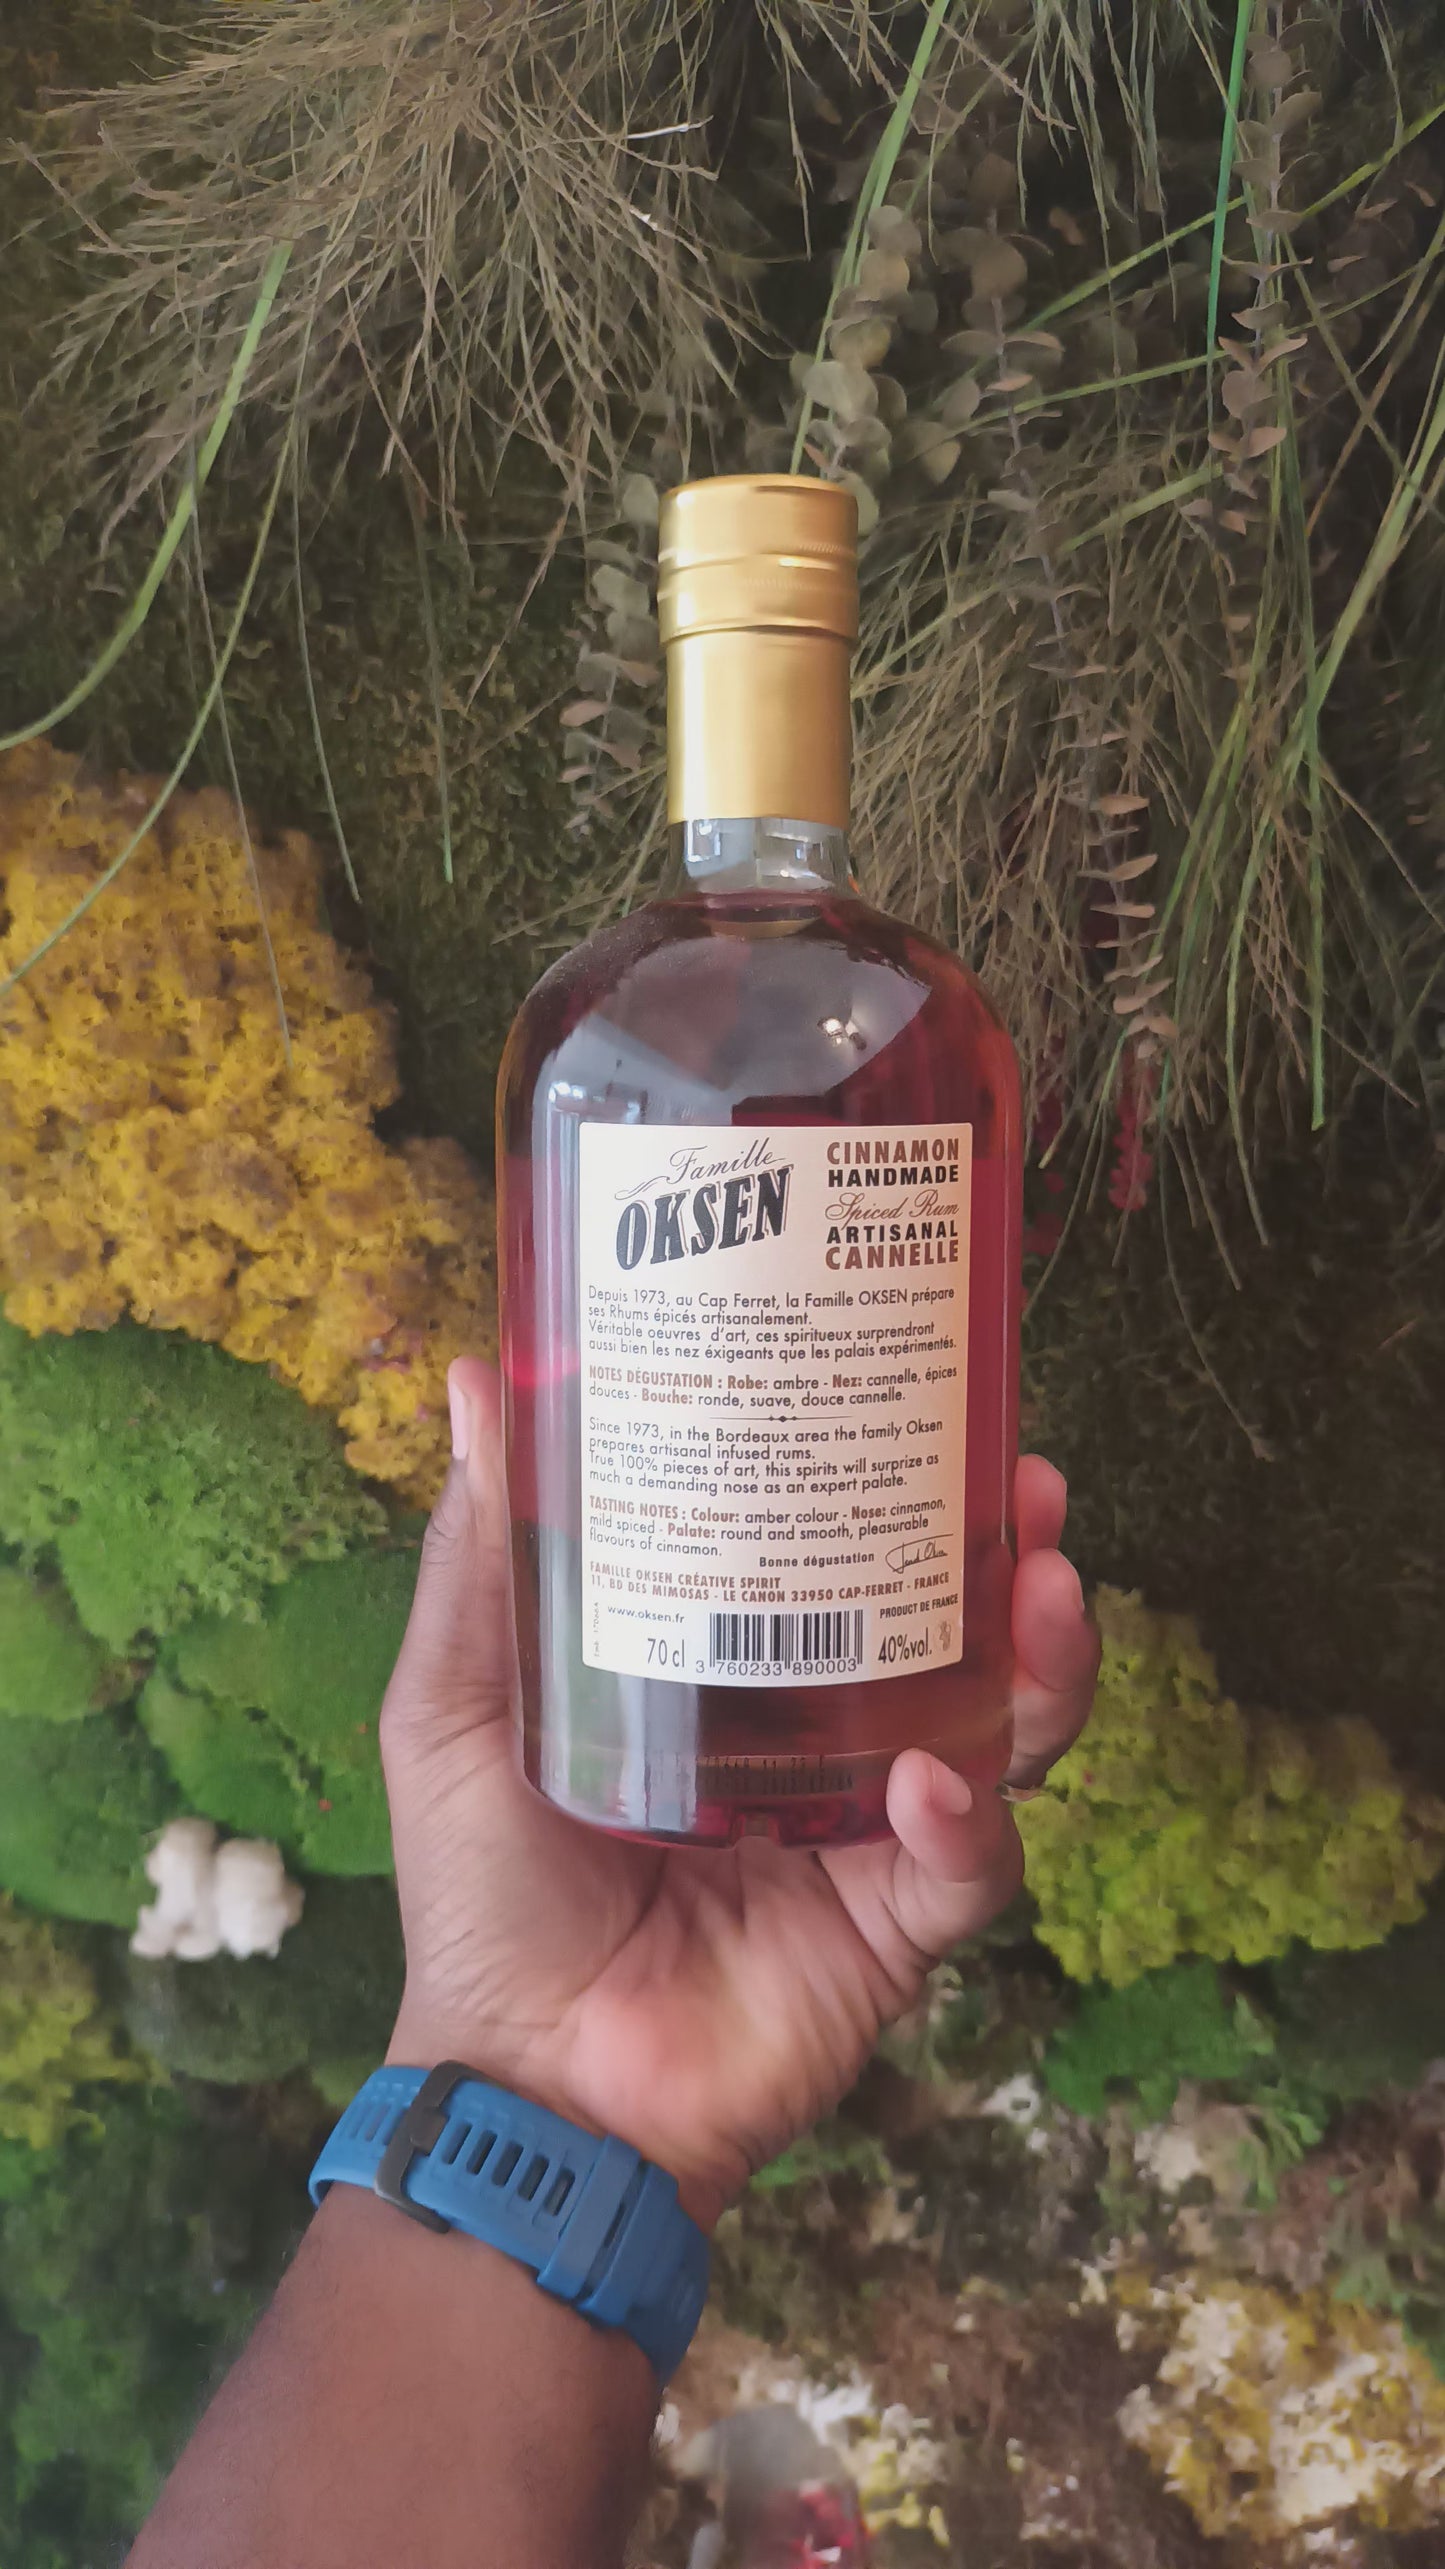 Famille
OKSEN
CINNAMON
HANDMADE
Spiced Rum
ARTISANAL
CANNELLE
Depuis 1973, au Cap Ferret, la Famille OKSEN prépare
ses Rhums épicés artisanalement.
Véritable oeuvres d'art, ces spiritueux surprendront
aussi bien les nez éxigeants que les palais expérimentés.
NOTES DÉGUSTATION : Robe: ambre - Nez: cannelle, épices
douces - Bouche: ronde, suave, douce cannelle.
Since 1973, in the Bordeaux area the family Oksen
prepares artisanal infused rums.
True 100% pieces of art, this spirits will surprize as
much a demanding nose as an expert palate.
TASTING NOTES : Colour: amber colour - Nose: cinnamon,
mild spiced - Palate: round and smooth, pleasurable
flavours of cinnamon.
Bonne dégustation
FAMILLE OKSEN CRÉATIVE SPIRIT
11, BD DES MIMOSAS - LE CANON 33950 CAP-FERRET - FRANCE
www.oksen.fr
PRODUCT DE FRANCE
70 cl
3 760233 890003
40%vol.